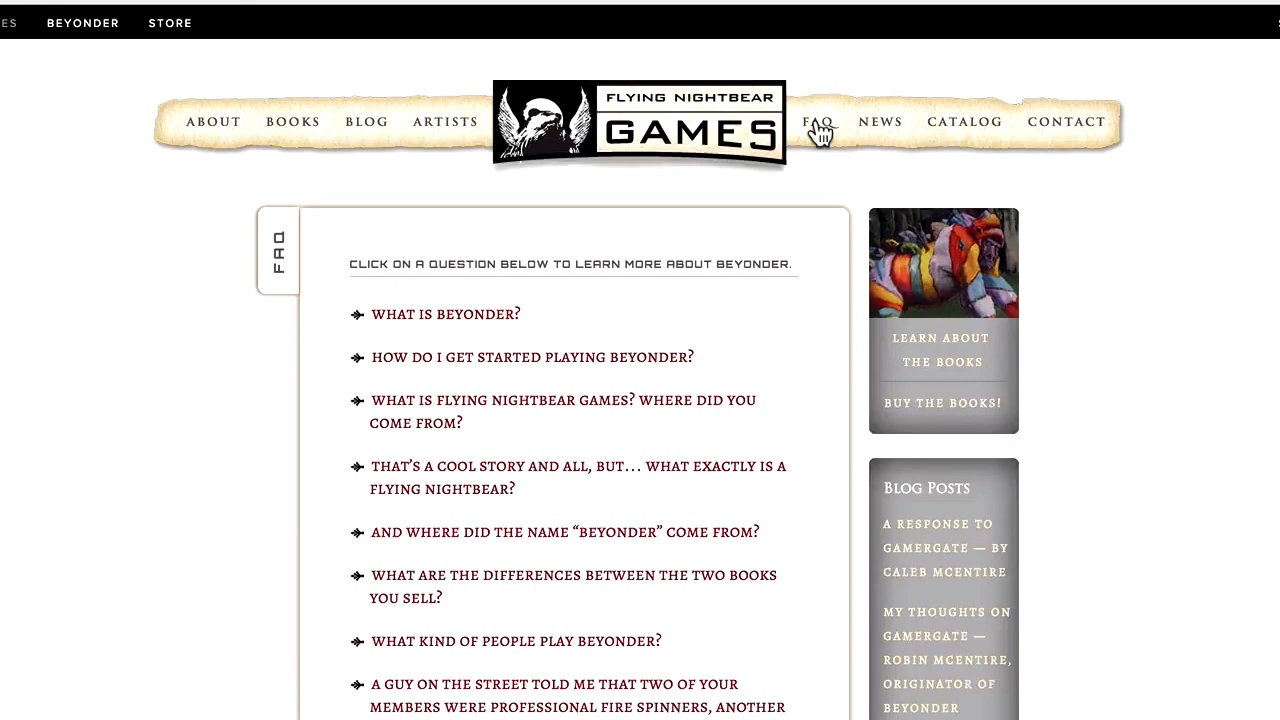 ES BEYONDER STORE
ABOUT BOOKS BLOG ARTISTS FLYING NIGHTBEAR GAMES FAQ NEWS CATALOG CONTACT
FAQ
CLICK ON A QUESTION BELOW TO LEARN MORE ABOUT BEYONDER.
WHAT IS BEYONDER?
HOW DO I GET STARTED PLAYING BEYONDER?
WHAT IS FLYING NIGHTBEAR GAMES? WHERE DID YOU
COME FROM?
THAT'S A COOL STORY AND ALL, BUT… WHAT EXACTLY IS A
FLYING NIGHTBEAR?
AND WHERE DID THE NAME “BEYONDER” COME FROM?
WHAT ARE THE DIFFERENCES BETWEEN THE TWO BOOKS
YOU SELL?
WHAT KIND OF PEOPLE PLAY BEYONDER?
A GUY ON THE STREET TOLD ME THAT TWO OF YOUR
MEMBERS WERE PROFESSIONAL FIRE SPINNERS, ANOTHER
LEARN ABOUT
THE BOOKS
BUY THE BOOKS!
BLOG POSTS
A RESPONSE TO
GAMERGATE — BY
CALEB MCENTIRE
MY THOUGHTS ON
GAMERGATE —
ROBIN MCENTIRE,
ORIGINATOR OF
BEYONDER